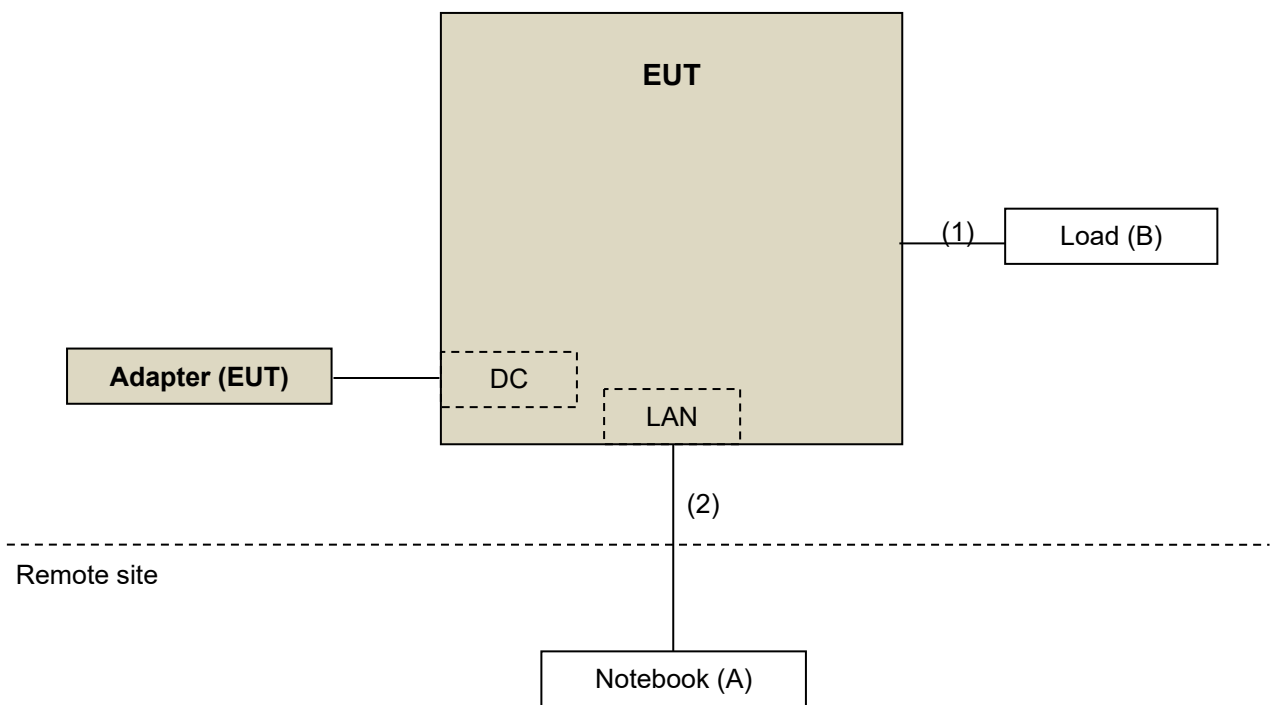 EUT
(1)
Load (B)
Adapter (EUT)
DC
LAN
(2)
Remote site
Notebook (A)